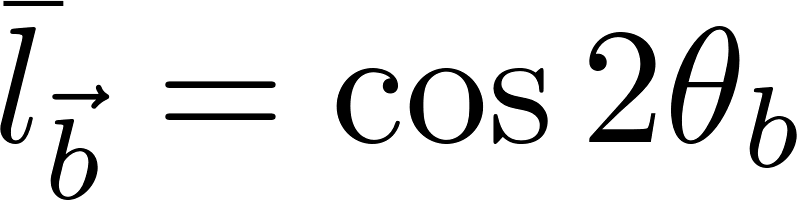 \bar{l}_{\vec{b}} = \cos 2\theta_b